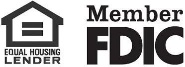 EQUAL HOUSING
LENDER
Member
FDIC